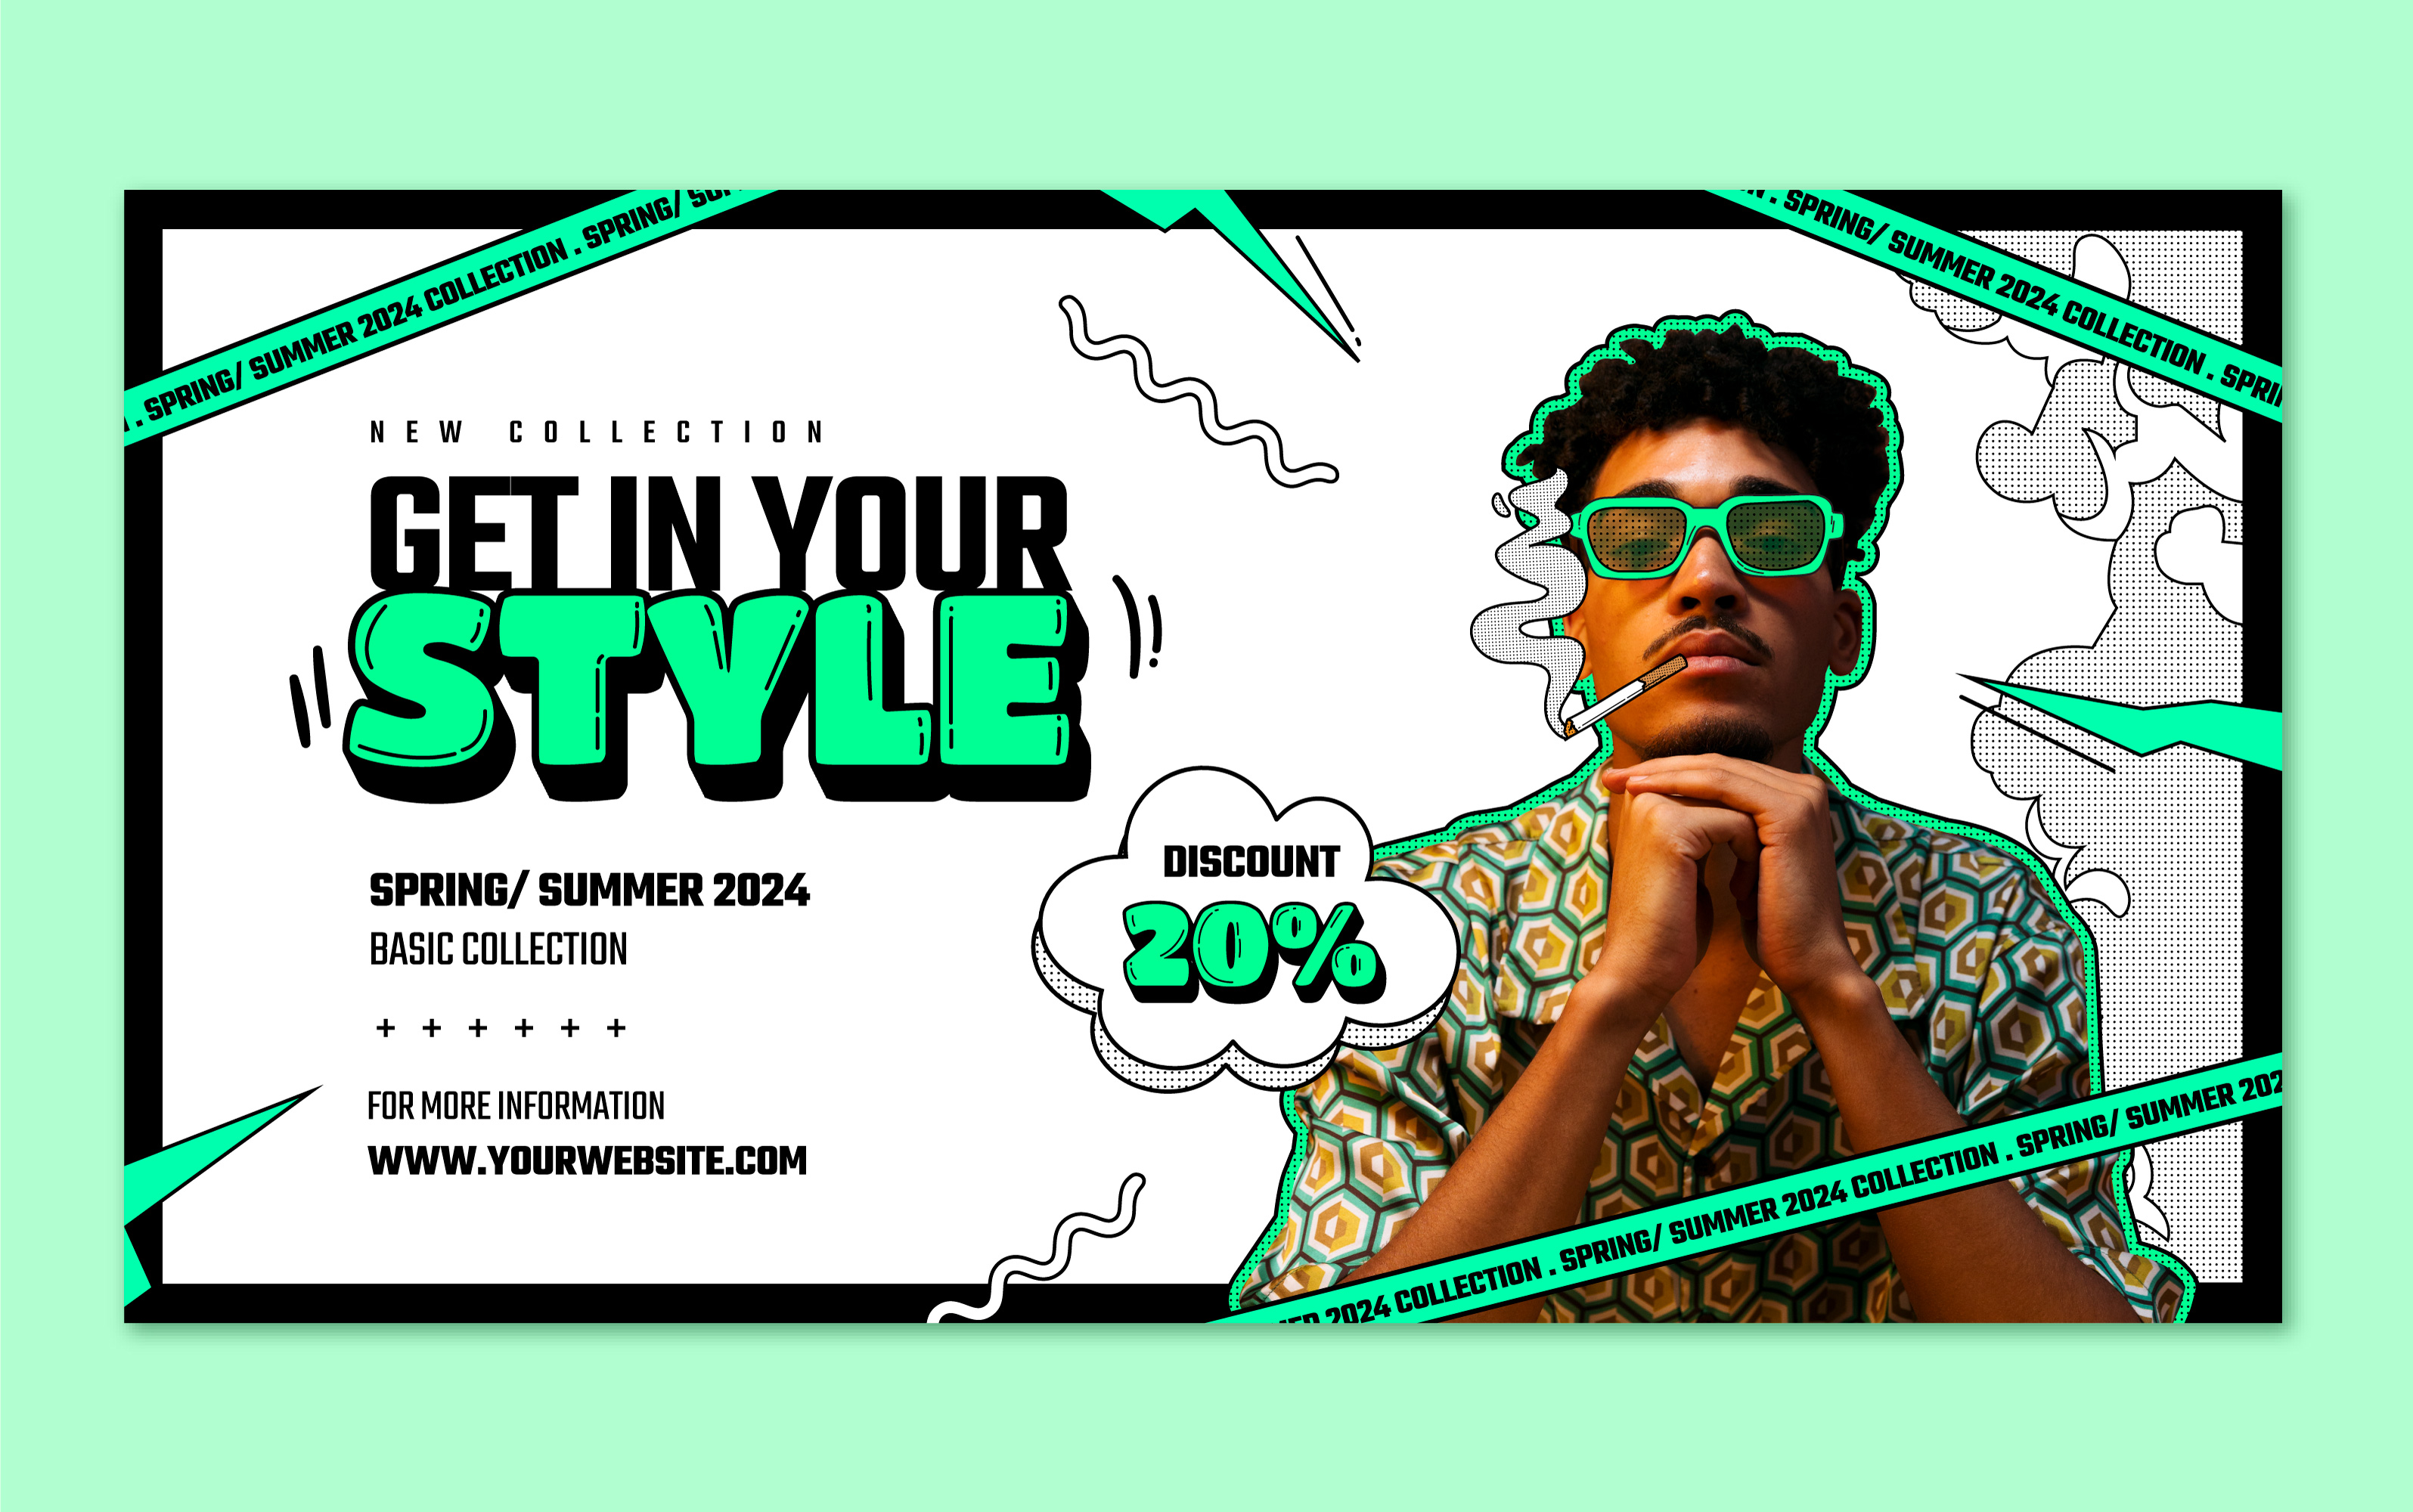 . SPRING/ SUMMER 2024 COLLECTION . SPRING/
. SPRING/ SUMMER 2024 COLLECTION . SPRI
NEW COLLECTION
GET IN YOUR
STYLE
DISCOUNT
20%
SPRING/ SUMMER 2024
BASIC COLLECTION
+ + + + + +
FOR MORE INFORMATION
WWW.YOURWEBSITE.COM
2024 COLLECTION . SPRING/ SUMMER 2024 COLLECTION . SPRING/ SUMMER 202